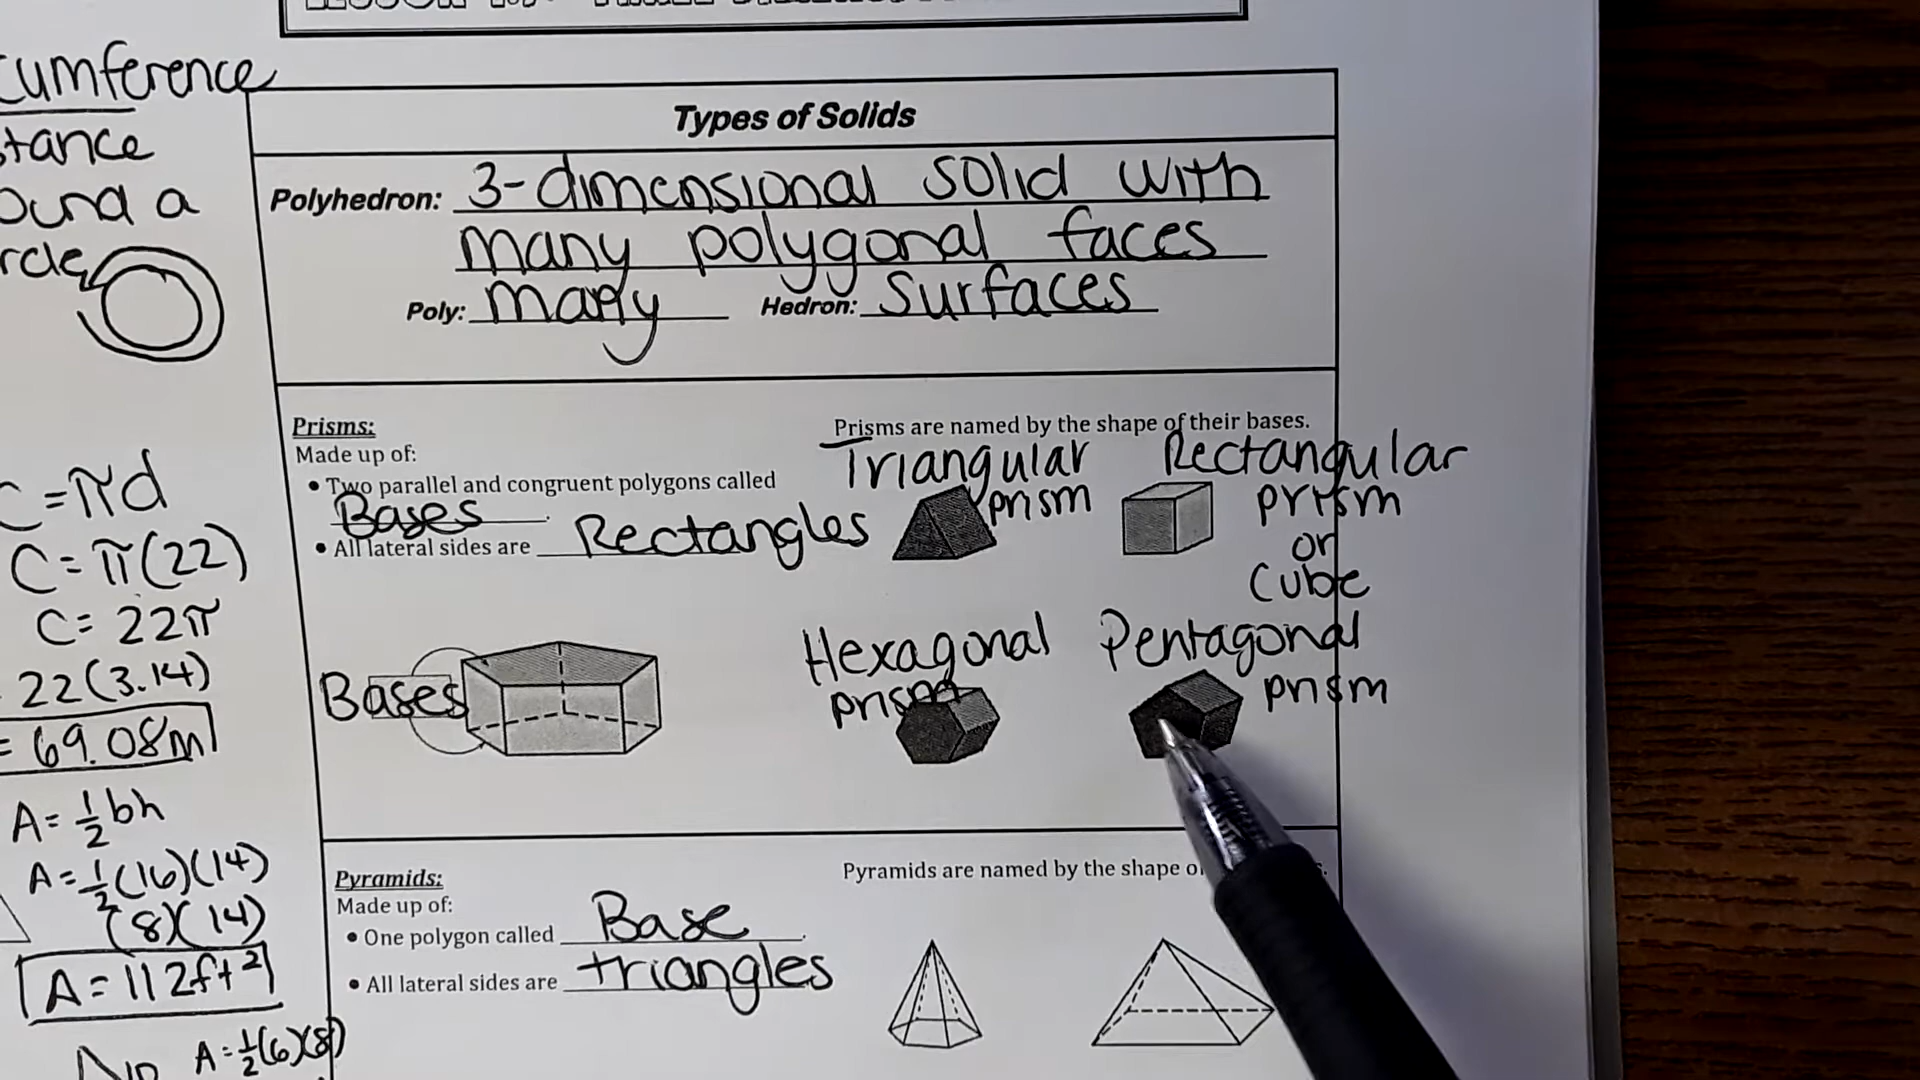 cumference
stance
ound a
rcle
C = πd
C = π(22)
C = 22π
22(3.14)
= 69.08m
A = 1/2 bh
A = 1/2 (16)(14)
(8)(14)
A = 112ft²
A = 1/2 (6)(8)
Types of Solids
Polyhedron: 3-dimensional solid with
many polygonal faces
Poly: many Hedron: surfaces
Prisms:
Made up of:
• Two parallel and congruent polygons called
Bases.
• All lateral sides are Rectangles
Bases
Prisms are named by the shape of their bases.
Triangular
prism
Rectangular
prism
or
Cube
Hexagonal
prism
Pentagonal
prism
Pyramids:
Made up of:
• One polygon called Base.
• All lateral sides are triangles
Pyramids are named by the shape